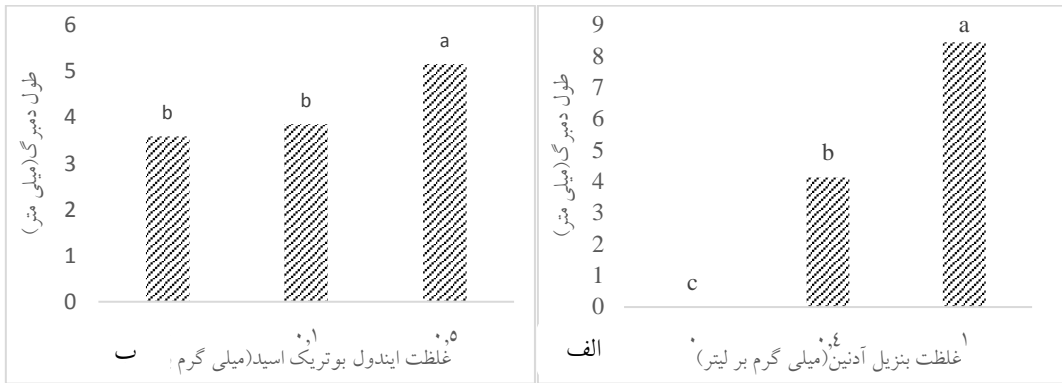 6
5
4
3
2
1
0
طول دمبرگ(میلی متر)
b
b
a
۰,۱
۰,۵
غلظت ایندول بوتریک اسید(میلی گرم
ب
9
8
7
6
5
4
3
2
1
0
طول دمبرگ(میلی متر)
c
b
a
۰
۰,٤
۱
غلظت بنزیل آدنین(میلی گرم بر لیتر)
الف